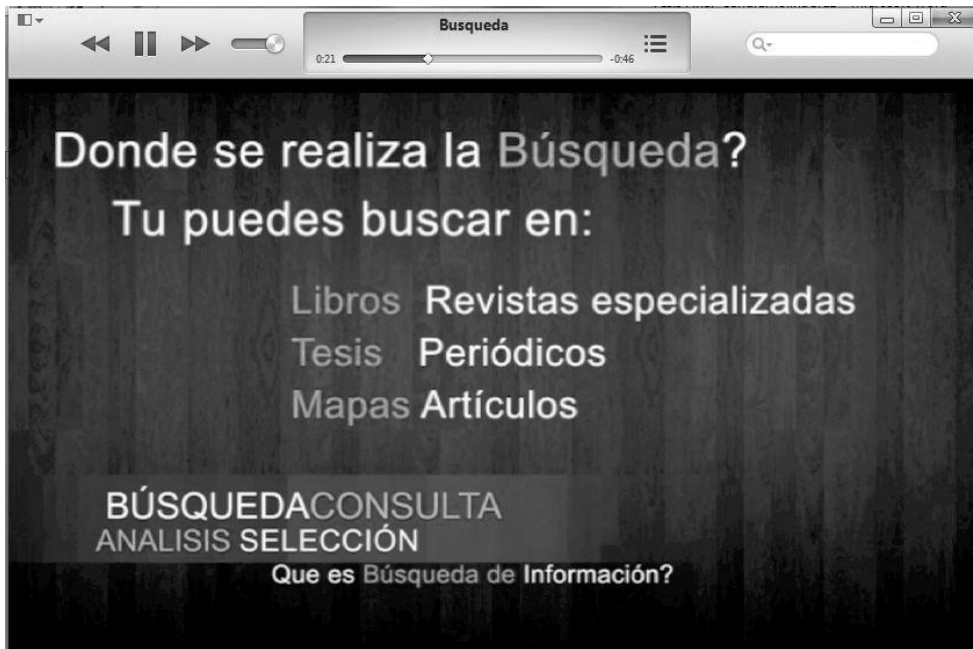 Busqueda
0:21 -0:46
Donde se realiza la Búsqueda?
Tu puedes buscar en:
Libros Revistas especializadas
Tesis Periódicos
Mapas Artículos
BÚSQUEDACONSULTA
ANALISIS SELECCIÓN
Que es Búsqueda de Información?